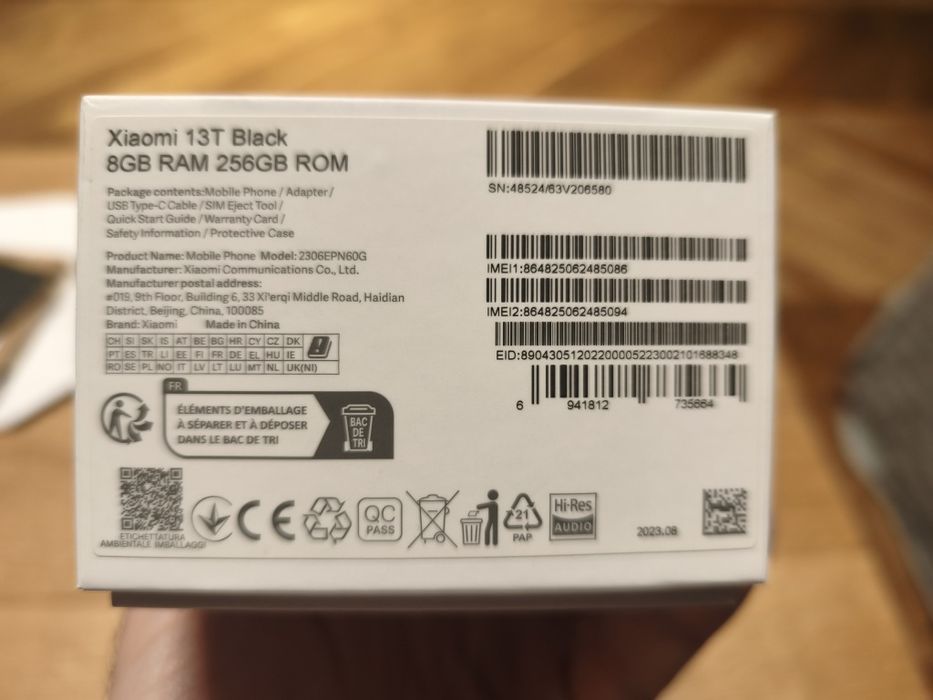 Xiaomi 13T Black
8GB RAM 256GB ROM
Package contents:Mobile Phone / Adapter/
USB Type-C Cable / SIM Eject Tool /
Quick Start Guide / Warranty Card /
Safety Information / Protective Case
Product Name: Mobile Phone Model: 2306EPN60G
Manufacturer: Xiaomi Communications Co., Ltd.
Manufacturer postal address:
#019, 9th Floor, Building 6, 33 Xi'erqi Middle Road, Haidian
District, Beijing, China, 100085
Brand: Xiaomi Made in China
CH SI SK IS AT BE BG HR CY CZ DK
PT ES TR LI EE FI FR DE EL HU IE
RO SE PL NO IT LV LT LU MT NL UK(NI)
FR
ÉLÉMENTS D'EMBALLAGE
À SÉPARER ET À DÉPOSER
DANS LE BAC DE TRI
BAC
DE
TRI
ETICHETTATURA
AMBIENTALE IMBALLAGGI
CE
QC
PASS
21
PAP
Hi-Res
AUDIO
2023.08
SN:48524/63V206580
IMEI1:864825062485086
IMEI2:864825062485094
EID:89043051202200005223002101688348
6 941812 735664